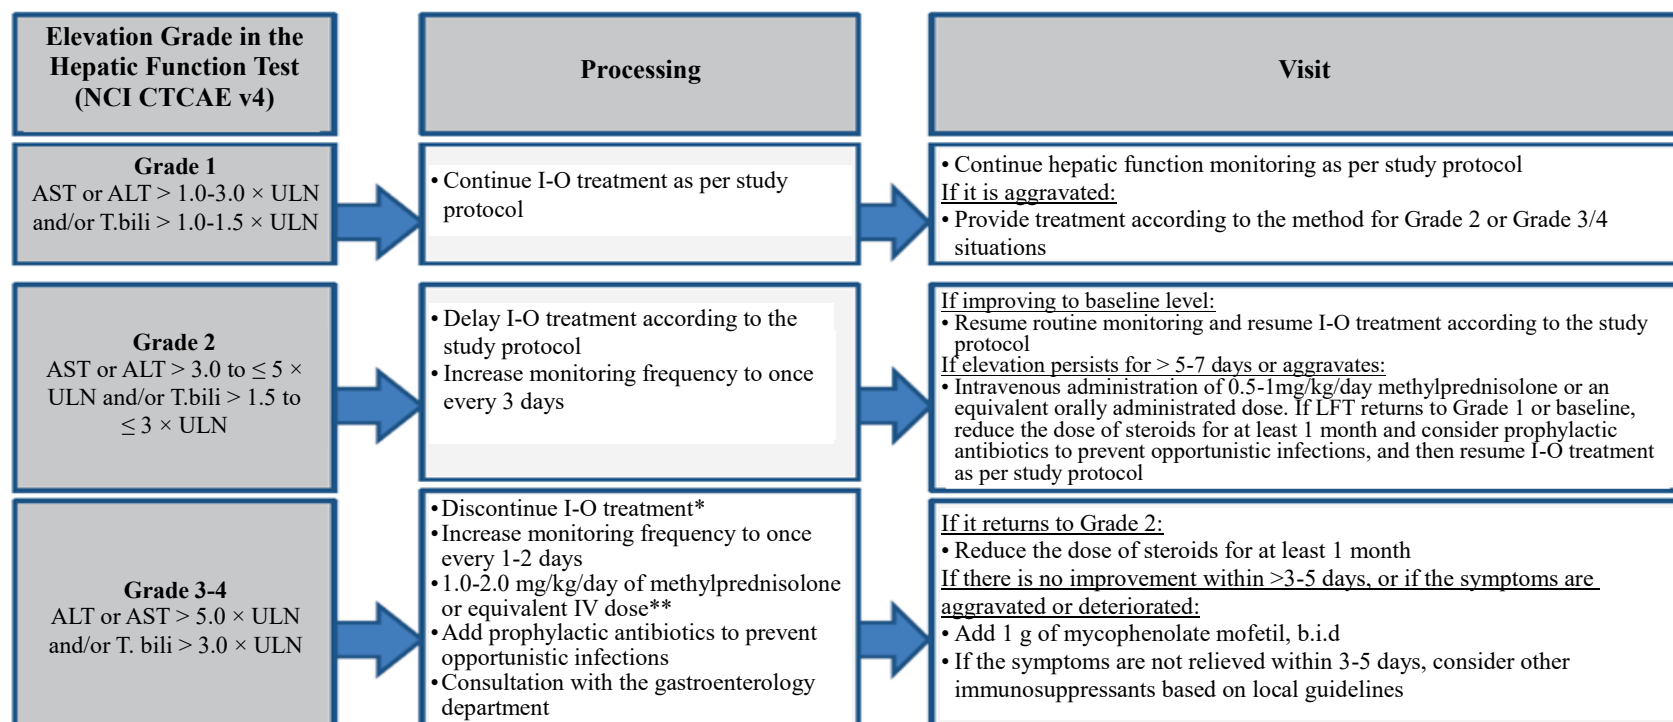 Elevation Grade in the
Hepatic Function Test
(NCI CTCAE v4)
Processing
Visit
Grade 1
AST or ALT > 1.0-3.0 × ULN
and/or T.bili > 1.0-1.5 × ULN
• Continue I-O treatment as per study
protocol
• Continue hepatic function monitoring as per study protocol
If it is aggravated:
• Provide treatment according to the method for Grade 2 or Grade 3/4
situations
Grade 2
AST or ALT > 3.0 to ≤ 5 ×
ULN and/or T.bili > 1.5 to
≤ 3 × ULN
• Delay I-O treatment according to the
study protocol
• Increase monitoring frequency to once
every 3 days
If improving to baseline level:
• Resume routine monitoring and resume I-O treatment according to the study
protocol
If elevation persists for > 5-7 days or aggravates:
• Intravenous administration of 0.5-1mg/kg/day methylprednisolone or an
equivalent orally administrated dose. If LFT returns to Grade 1 or baseline,
reduce the dose of steroids for at least 1 month and consider prophylactic
antibiotics to prevent opportunistic infections, and then resume I-O treatment
as per study protocol
Grade 3-4
ALT or AST > 5.0 × ULN
and/or T. bili > 3.0 × ULN
• Discontinue I-O treatment*
• Increase monitoring frequency to once
every 1-2 days
• 1.0-2.0 mg/kg/day of methylprednisolone
or equivalent IV dose**
• Add prophylactic antibiotics to prevent
opportunistic infections
• Consultation with the gastroenterology
department
If it returns to Grade 2:
• Reduce the dose of steroids for at least 1 month
If there is no improvement within >3-5 days, or if the symptoms are
aggravated or deteriorated:
• Add 1 g of mycophenolate mofetil, b.i.d
• If the symptoms are not relieved within 3-5 days, consider other
immunosuppressants based on local guidelines